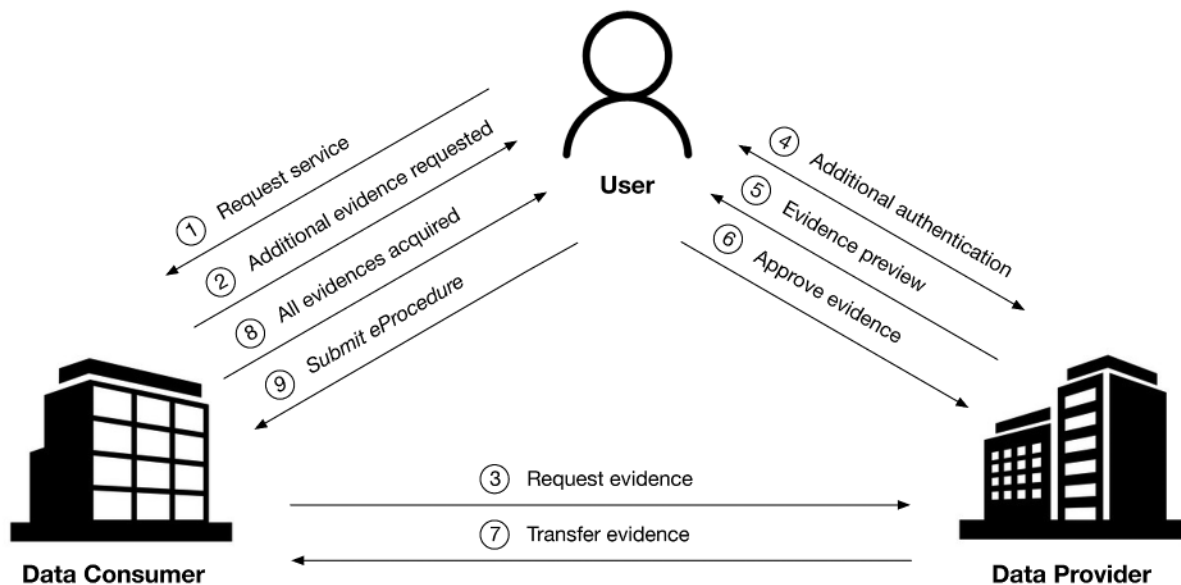 User
① Request service
② Additional evidence requested
⑧ All evidences acquired
⑨ Submit eProcedure
④ Additional authentication
⑤ Evidence preview
⑥ Approve evidence
③ Request evidence
⑦ Transfer evidence
Data Consumer
Data Provider